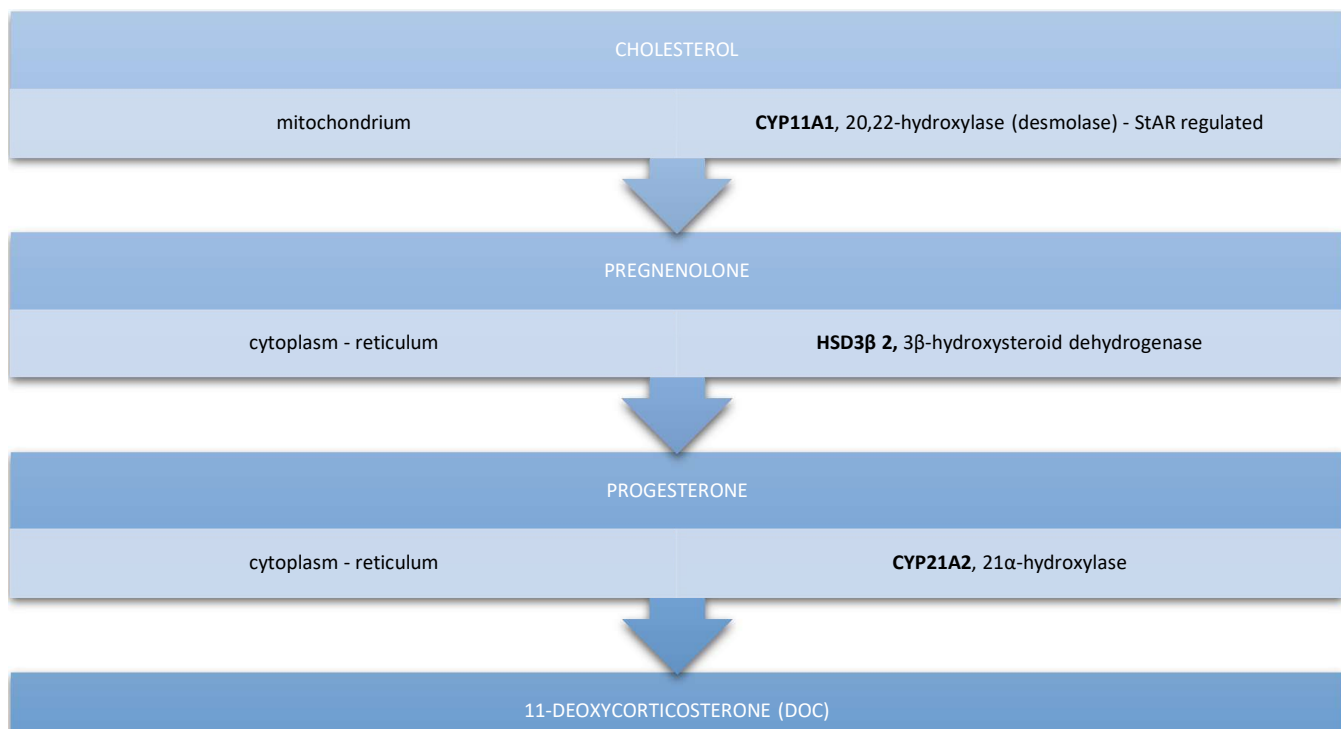 CHOLESTEROL
mitochondrium
CYP11A1, 20,22-hydroxylase (desmolase) - StAR regulated
PREGNENOLONE
cytoplasm - reticulum
HSD3β 2, 3β-hydroxysteroid dehydrogenase
PROGESTERONE
cytoplasm - reticulum
CYP21A2, 21α-hydroxylase
11-DEOXYCORTICOSTERONE (DOC)